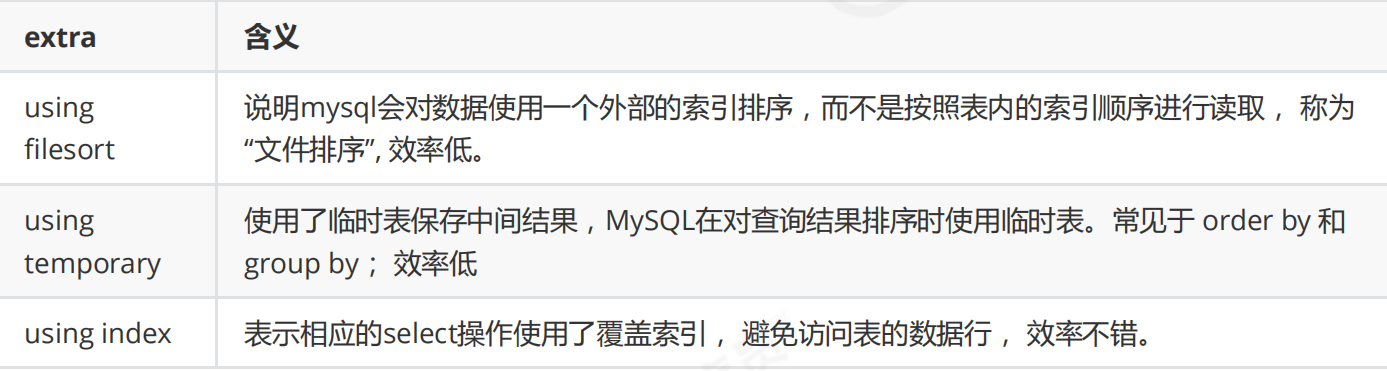 extra 含义
using 说明mysql会对数据使用一个外部的索引排序，而不是按照表内的索引顺序进行读取， 称为
filesort “文件排序”, 效率低。
using 使用了临时表保存中间结果，MySQL在对查询结果排序时使用临时表。常见于 order by 和
temporary group by； 效率低
using index 表示相应的select操作使用了覆盖索引， 避免访问表的数据行， 效率不错。